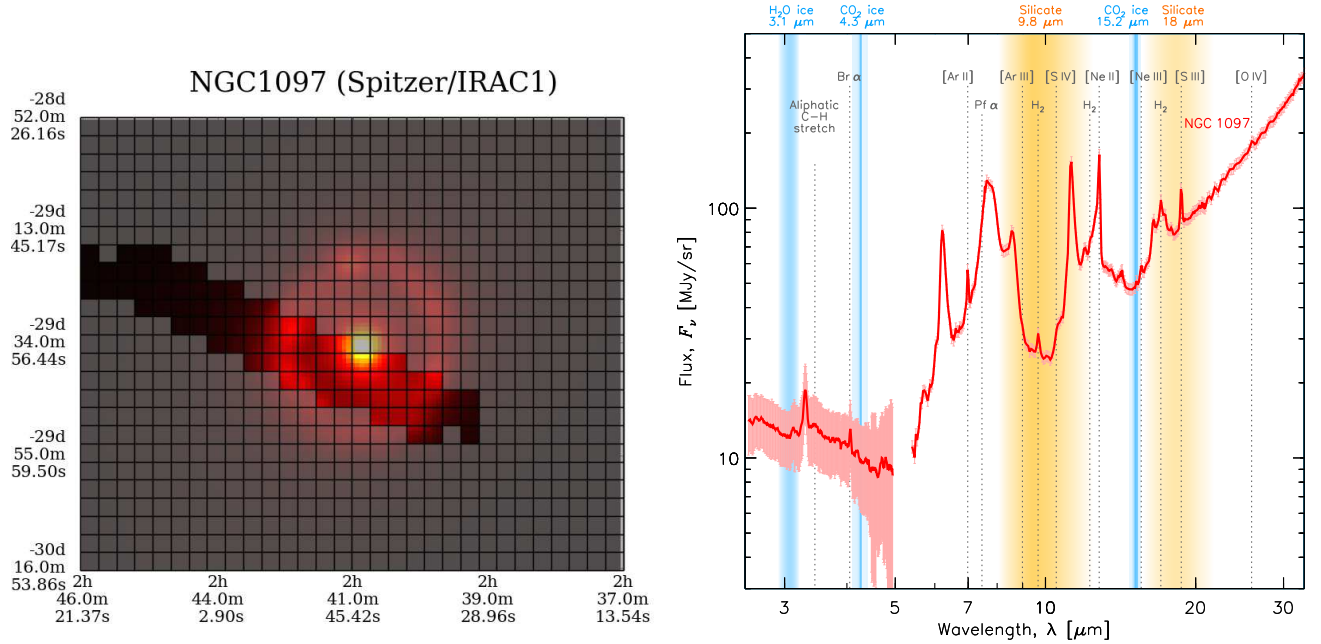 NGC1097 (Spitzer/IRAC1)
-28d
52.0m
26.16s
-29d
13.0m
45.17s
-29d
34.0m
56.44s
-29d
55.0m
59.50s
-30d
16.0m
53.86s
2h
46.0m
21.37s
2h
44.0m
2.90s
2h
41.0m
45.42s
2h
39.0m
28.96s
2h
37.0m
13.54s
H₂O ice
3.1 μm
CO₂ ice
4.3 μm
Silicate
9.8 μm
CO₂ ice
15.2 μm
Silicate
18 μm
Br α
[Ar II]
[Ar III]
[S IV]
[Ne II]
[Ne III]
[S III]
[O IV]
Aliphatic
C-H
stretch
Pf α
H₂
H₂
H₂
NGC 1097
100
10
Flux, Fν [MJy/sr]
3
5
7
10
20
30
Wavelength, λ [μm]